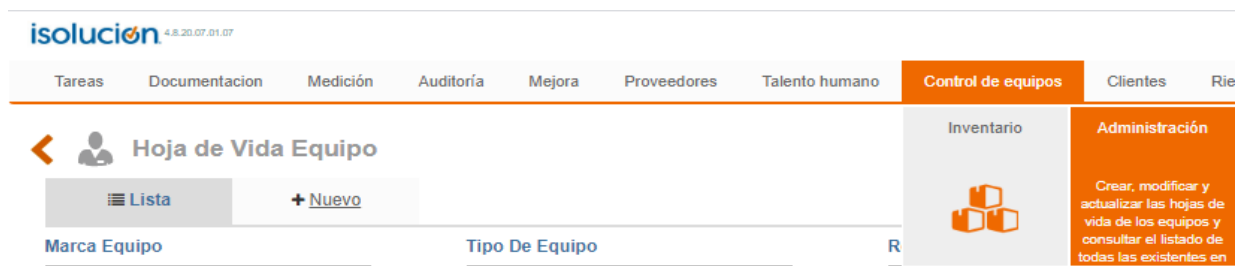 isolución 4.8.20.07.01.07
Tareas Documentacion Medición Auditoría Mejora Proveedores Talento humano Control de equipos Clientes Rie
Inventario Administración
Hoja de Vida Equipo
Lista + Nuevo
Crear, modificar y
actualizar las hojas de
vida de los equipos y
consultar el listado de
todas las existentes en
Marca Equipo Tipo De Equipo R